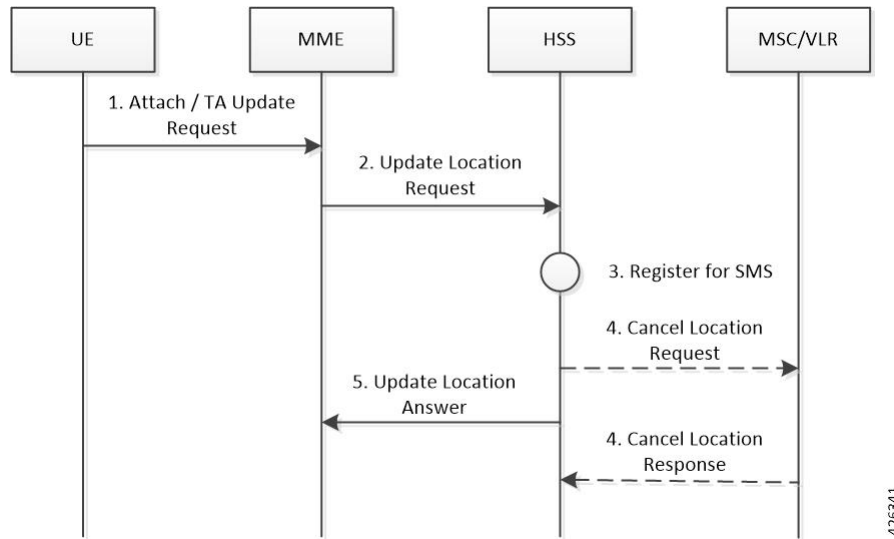 UE
MME
HSS
MSC/VLR
1. Attach / TA Update
Request
2. Update Location
Request
3. Register for SMS
4. Cancel Location
Request
5. Update Location
Answer
4. Cancel Location
Response
426341